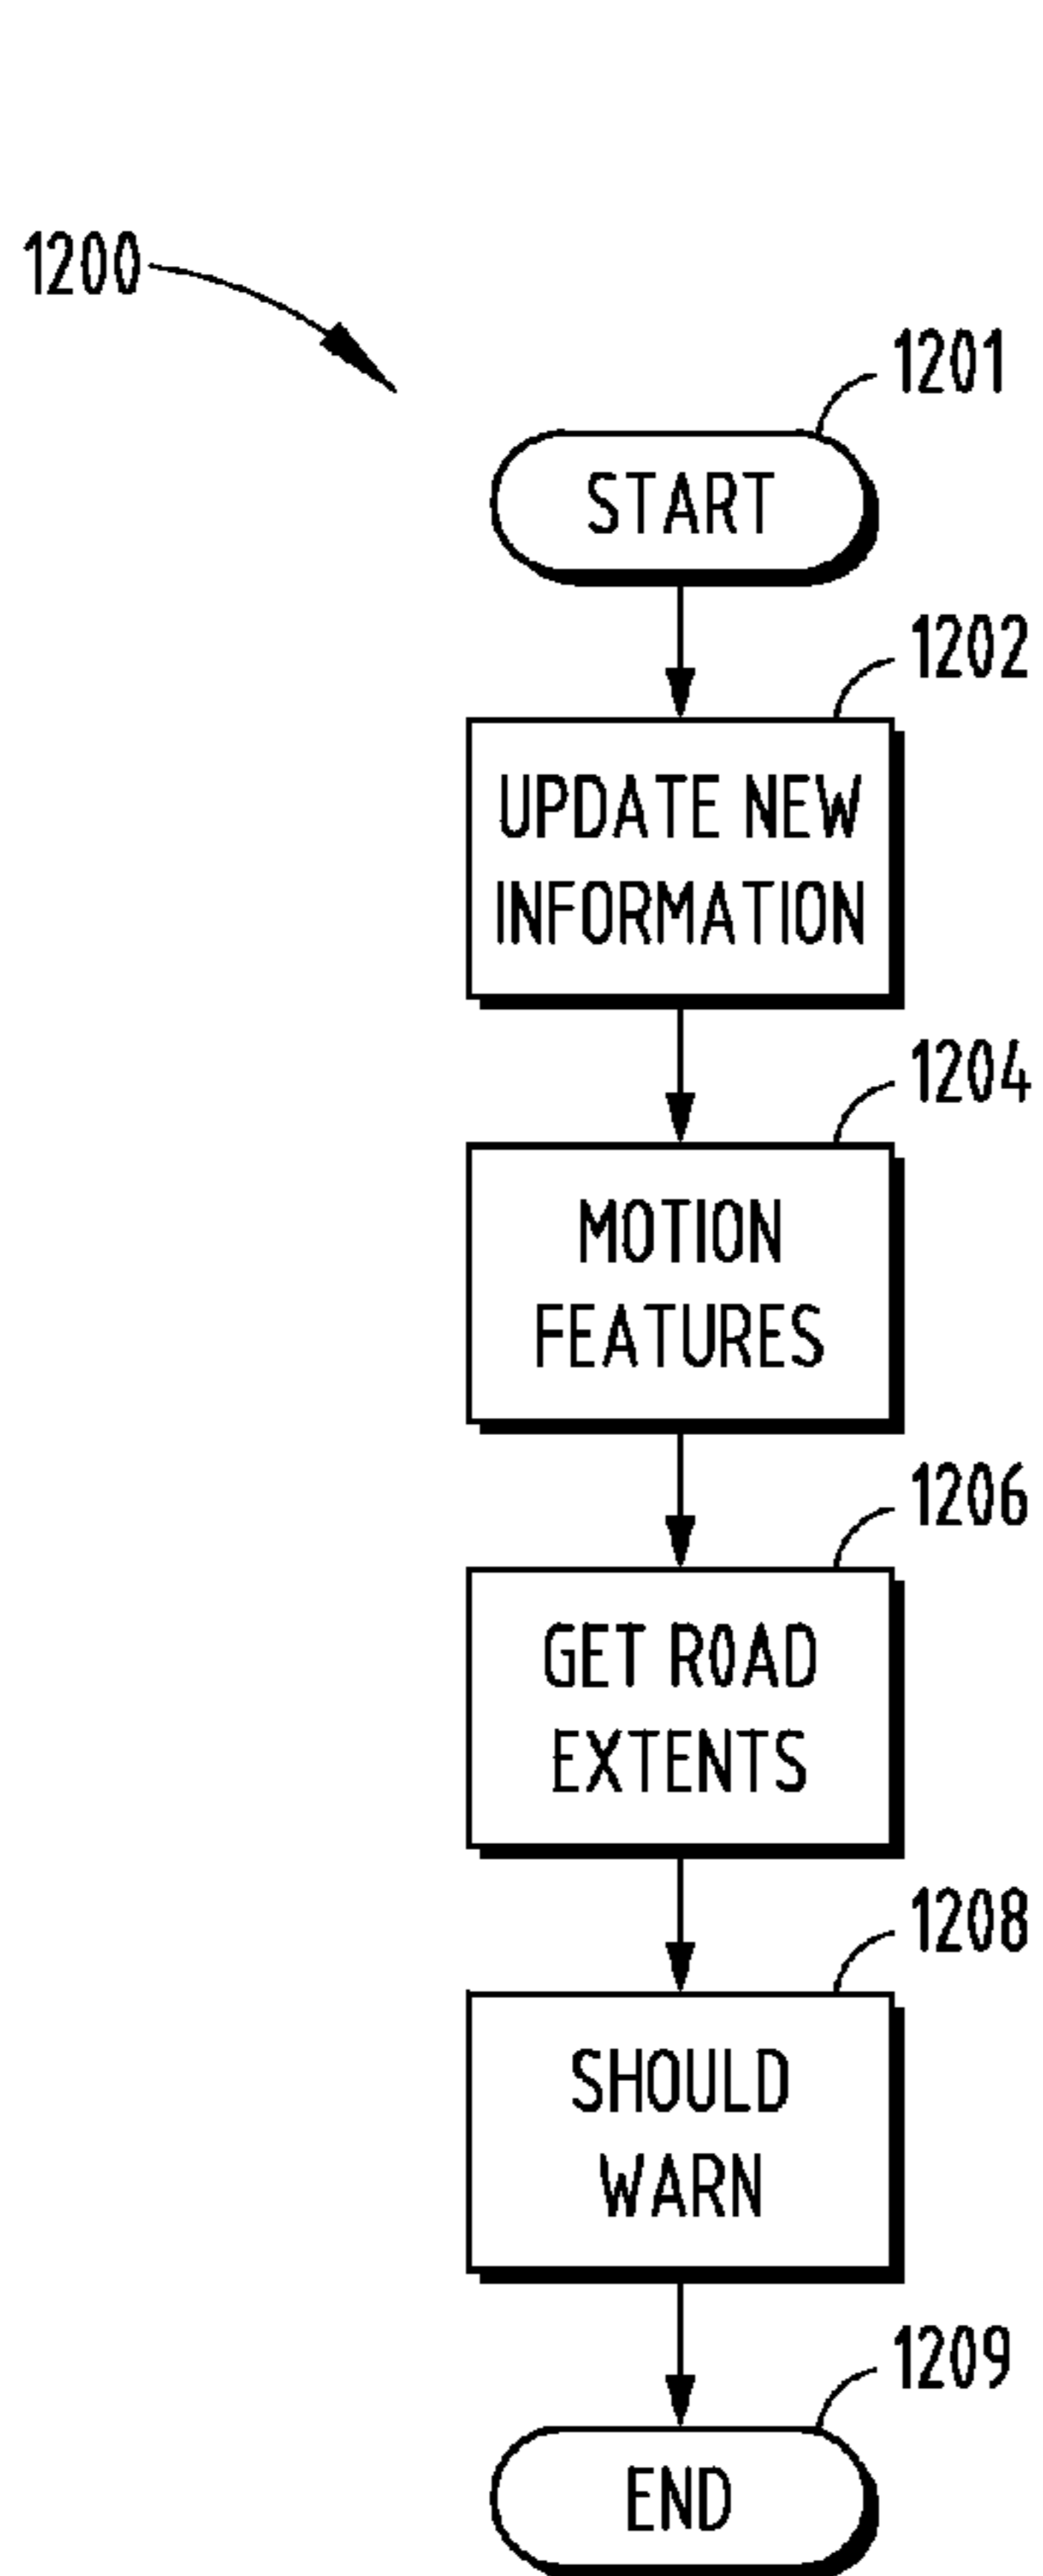 1200
1201
START
1202
UPDATE NEW
INFORMATION
1204
MOTION
FEATURES
1206
GET ROAD
EXTENTS
1208
SHOULD
WARN
1209
END